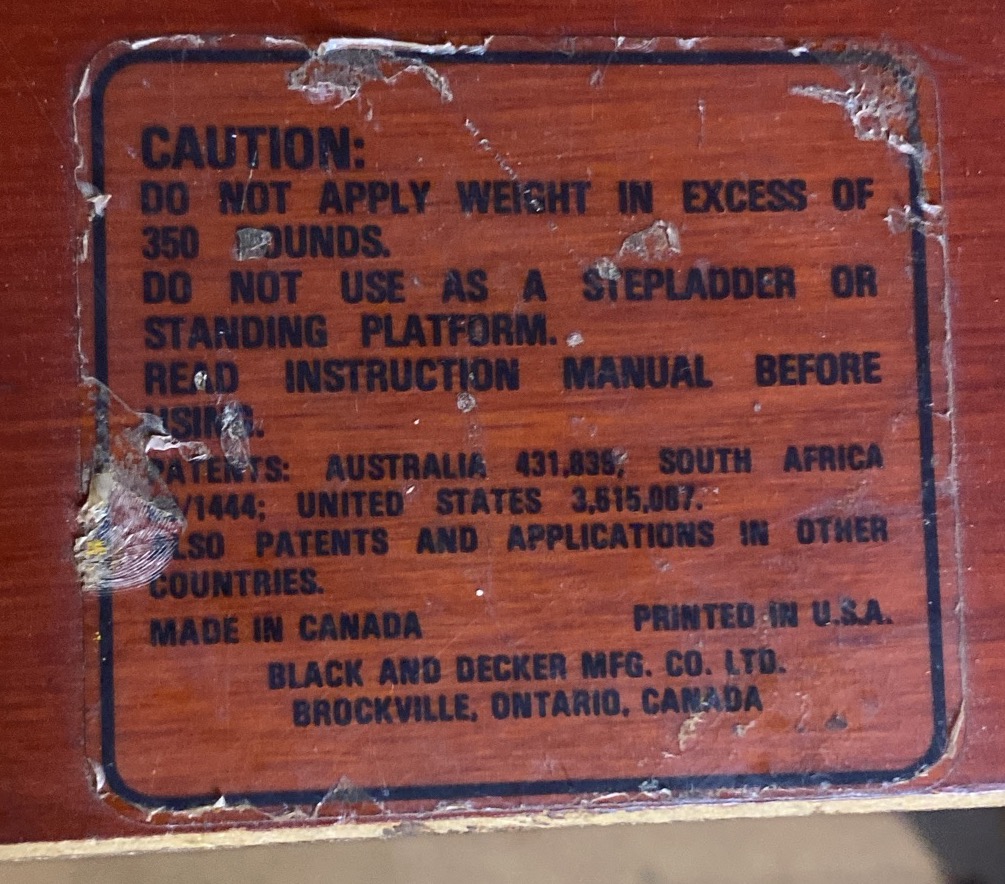 CAUTION:
DO NOT APPLY WEIGHT IN EXCESS OF
350 POUNDS.
DO NOT USE AS A STEPLADDER OR
STANDING PLATFORM.
READ INSTRUCTION MANUAL BEFORE
USING.
PATENTS: AUSTRALIA 431,839; SOUTH AFRICA
/1444; UNITED STATES 3,615,087.
ALSO PATENTS AND APPLICATIONS IN OTHER
COUNTRIES.
MADE IN CANADA PRINTED IN U.S.A.
BLACK AND DECKER MFG. CO. LTD.
BROCKVILLE, ONTARIO, CANADA